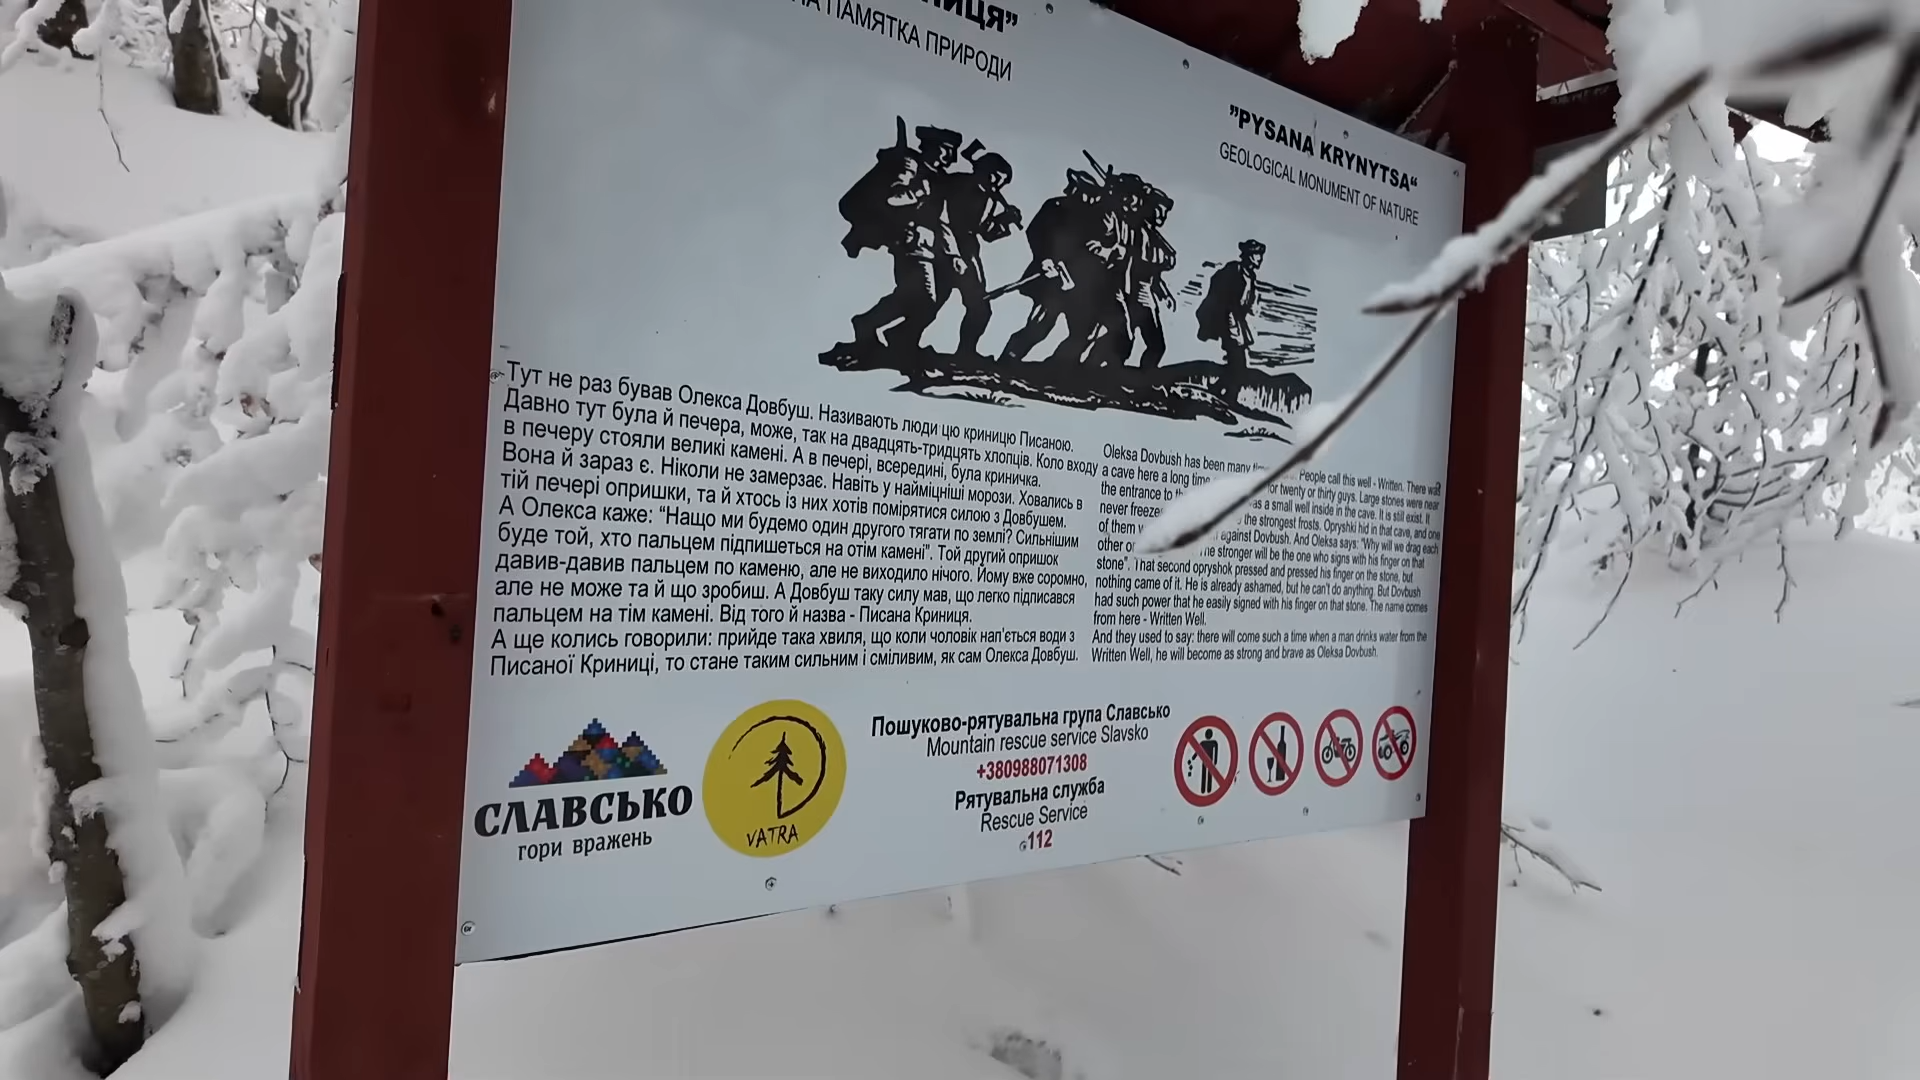 ПАМЯТКА ПРИРОДИ
"PYSANA KRYNYTSA"
GEOLOGICAL MONUMENT OF NATURE
Тут не раз бував Олекса Довбуш. Називають люди цю криницю Писаною.
Давно тут була й печера, може, так на двадцять-тридцять хлопців. Коло входу
в печеру стояли великі камені. А в печері, всередині, була криничка.
Вона й зараз є. Ніколи не замерзає. Навіть у найміцніші морози. Ховались в
тій печері опришки, та й хтось із них хотів помірятися силою з Довбушем.
А Олекса каже: "Нащо ми будемо один другого тягати по землі? Сильнішим
буде той, хто пальцем підпишеться на отім камені". Той другий опришок
давив-давив пальцем по каменю, але не виходило нічого. Йому вже соромно,
але не може та й що зробиш. А Довбуш таку силу мав, що легко підписався
пальцем на тім камені. Від того й назва - Писана Криниця.
А ще колись говорили: прийде така хвиля, що коли чоловік нап'ється води з
Писаної Криниці, то стане таким сильним і сміливим, як сам Олекса Довбуш.
Oleksa Dovbush has been many People call this well - Written. There was
a cave here a long time for twenty or thirty guys. Large stones were near
the entrance to a small well inside in the cave. It is still exist. It
never freezes the strongest frosts. Opryshki hid in that cave, and one
of them against Dovbush. And Oleksa says: "Why will we drag each
other stronger will be the one who signs with his finger on that
stone". That second opryshok pressed and pressed his finger on the stone, but
nothing came of it. He is already ashamed, but he can't do anything. But Dovbush
had such power that he easily signed with his finger on that stone. The name comes
from here - Written Well.
And they used to say: there will come such a time when a man drinks water from the
Written Well, he will become as strong and brave as Oleksa Dovbush.
СЛАВСЬКО
гори вражень
VATRA
Пошуково-рятувальна група Славсько
Mountain rescue service Slavsko
+380988071308
Рятувальна служба
Rescue Service
112